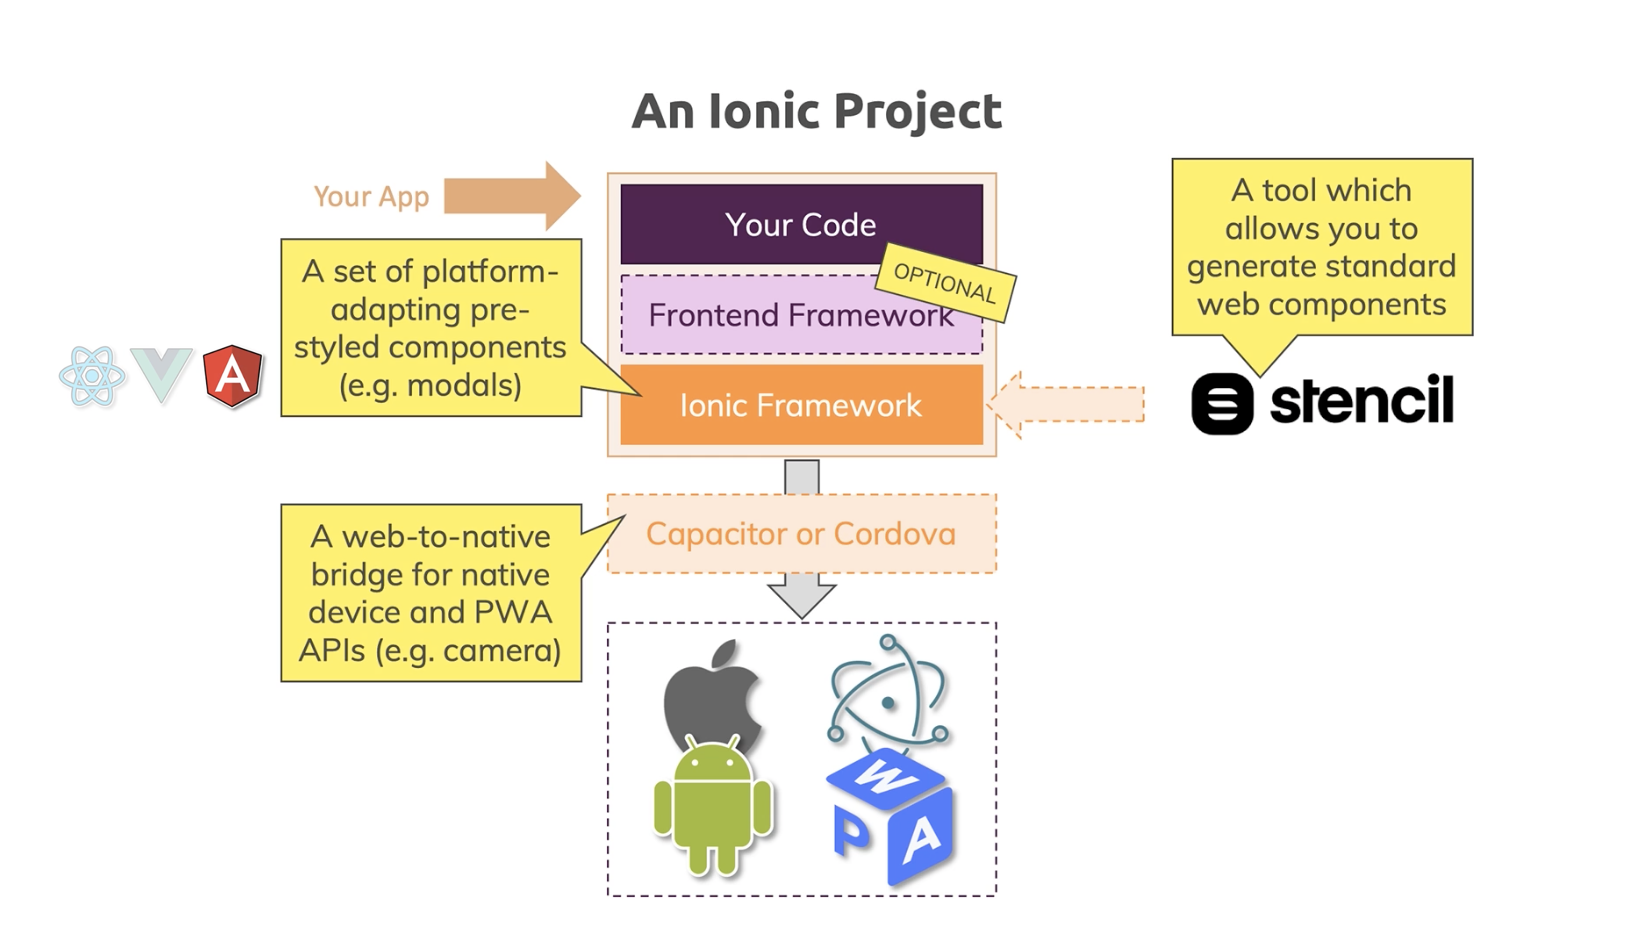 An Ionic Project
Your App
Your Code
OPTIONAL
Frontend Framework
Ionic Framework
A set of platform-
adapting pre-
styled components
(e.g. modals)
A
A tool which
allows you to
generate standard
web components
stencil
Capacitor or Cordova
A web-to-native
bridge for native
device and PWA
APIs (e.g. camera)
W
P A